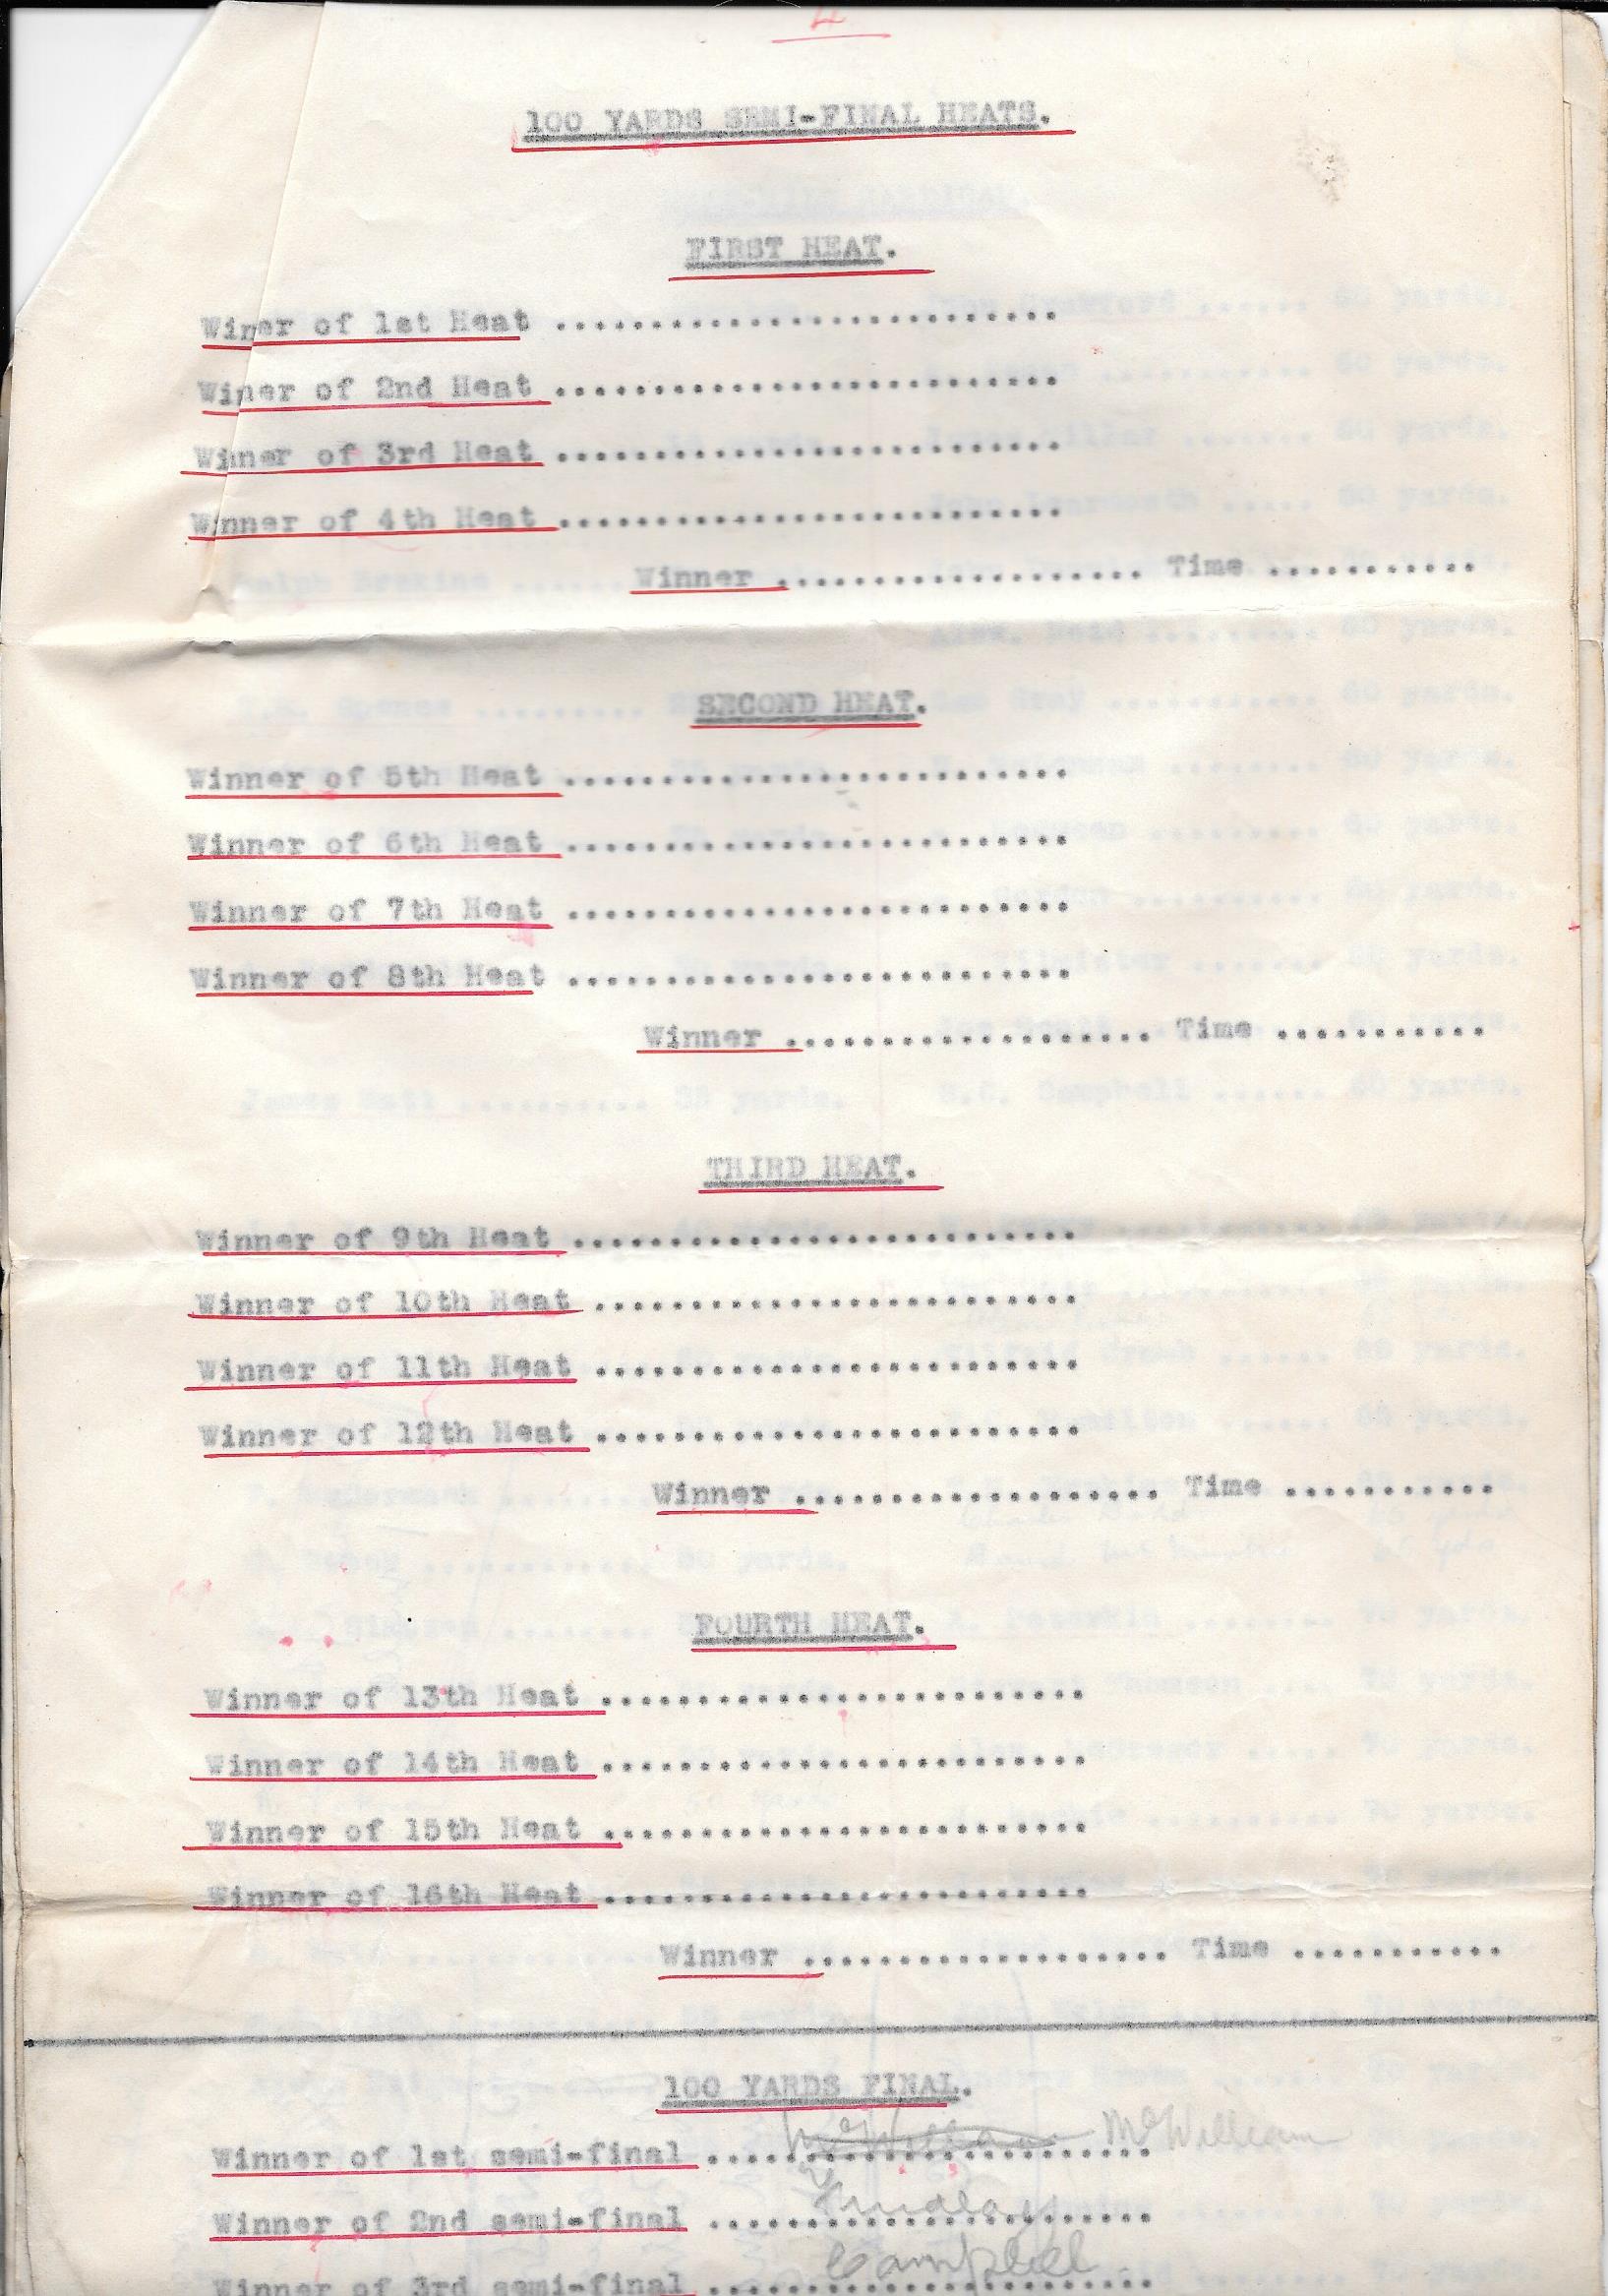 4
100 YARDS SEMI-FINAL HEATS.
FIRST HEAT.
Winer of 1st Heat ..........................
Winer of 2nd Heat ..........................
Winner of 3rd Heat ..........................
Winner of 4th Heat ..........................
Winner ................... Time ...........
SECOND HEAT.
Winner of 5th Heat ..........................
Winner of 6th Heat ..........................
Winner of 7th Heat ..........................
Winner of 8th Heat ..........................
Winner ................... Time ...........
THIRD HEAT.
Winner of 9th Heat ..........................
Winner of 10th Heat .........................
Winner of 11th Heat .........................
Winner of 12th Heat .........................
Winner ................... Time ...........
FOURTH HEAT.
Winner of 13th Heat .........................
Winner of 14th Heat .........................
Winner of 15th Heat .........................
Winner of 16th Heat .........................
Winner ................... Time ...........
100 YARDS FINAL.
Winner of 1st semi-final ....................... McWilliam McWilliam
Winner of 2nd semi-final ....................... Findlay
Winner of 3rd semi-final ....................... Campbell